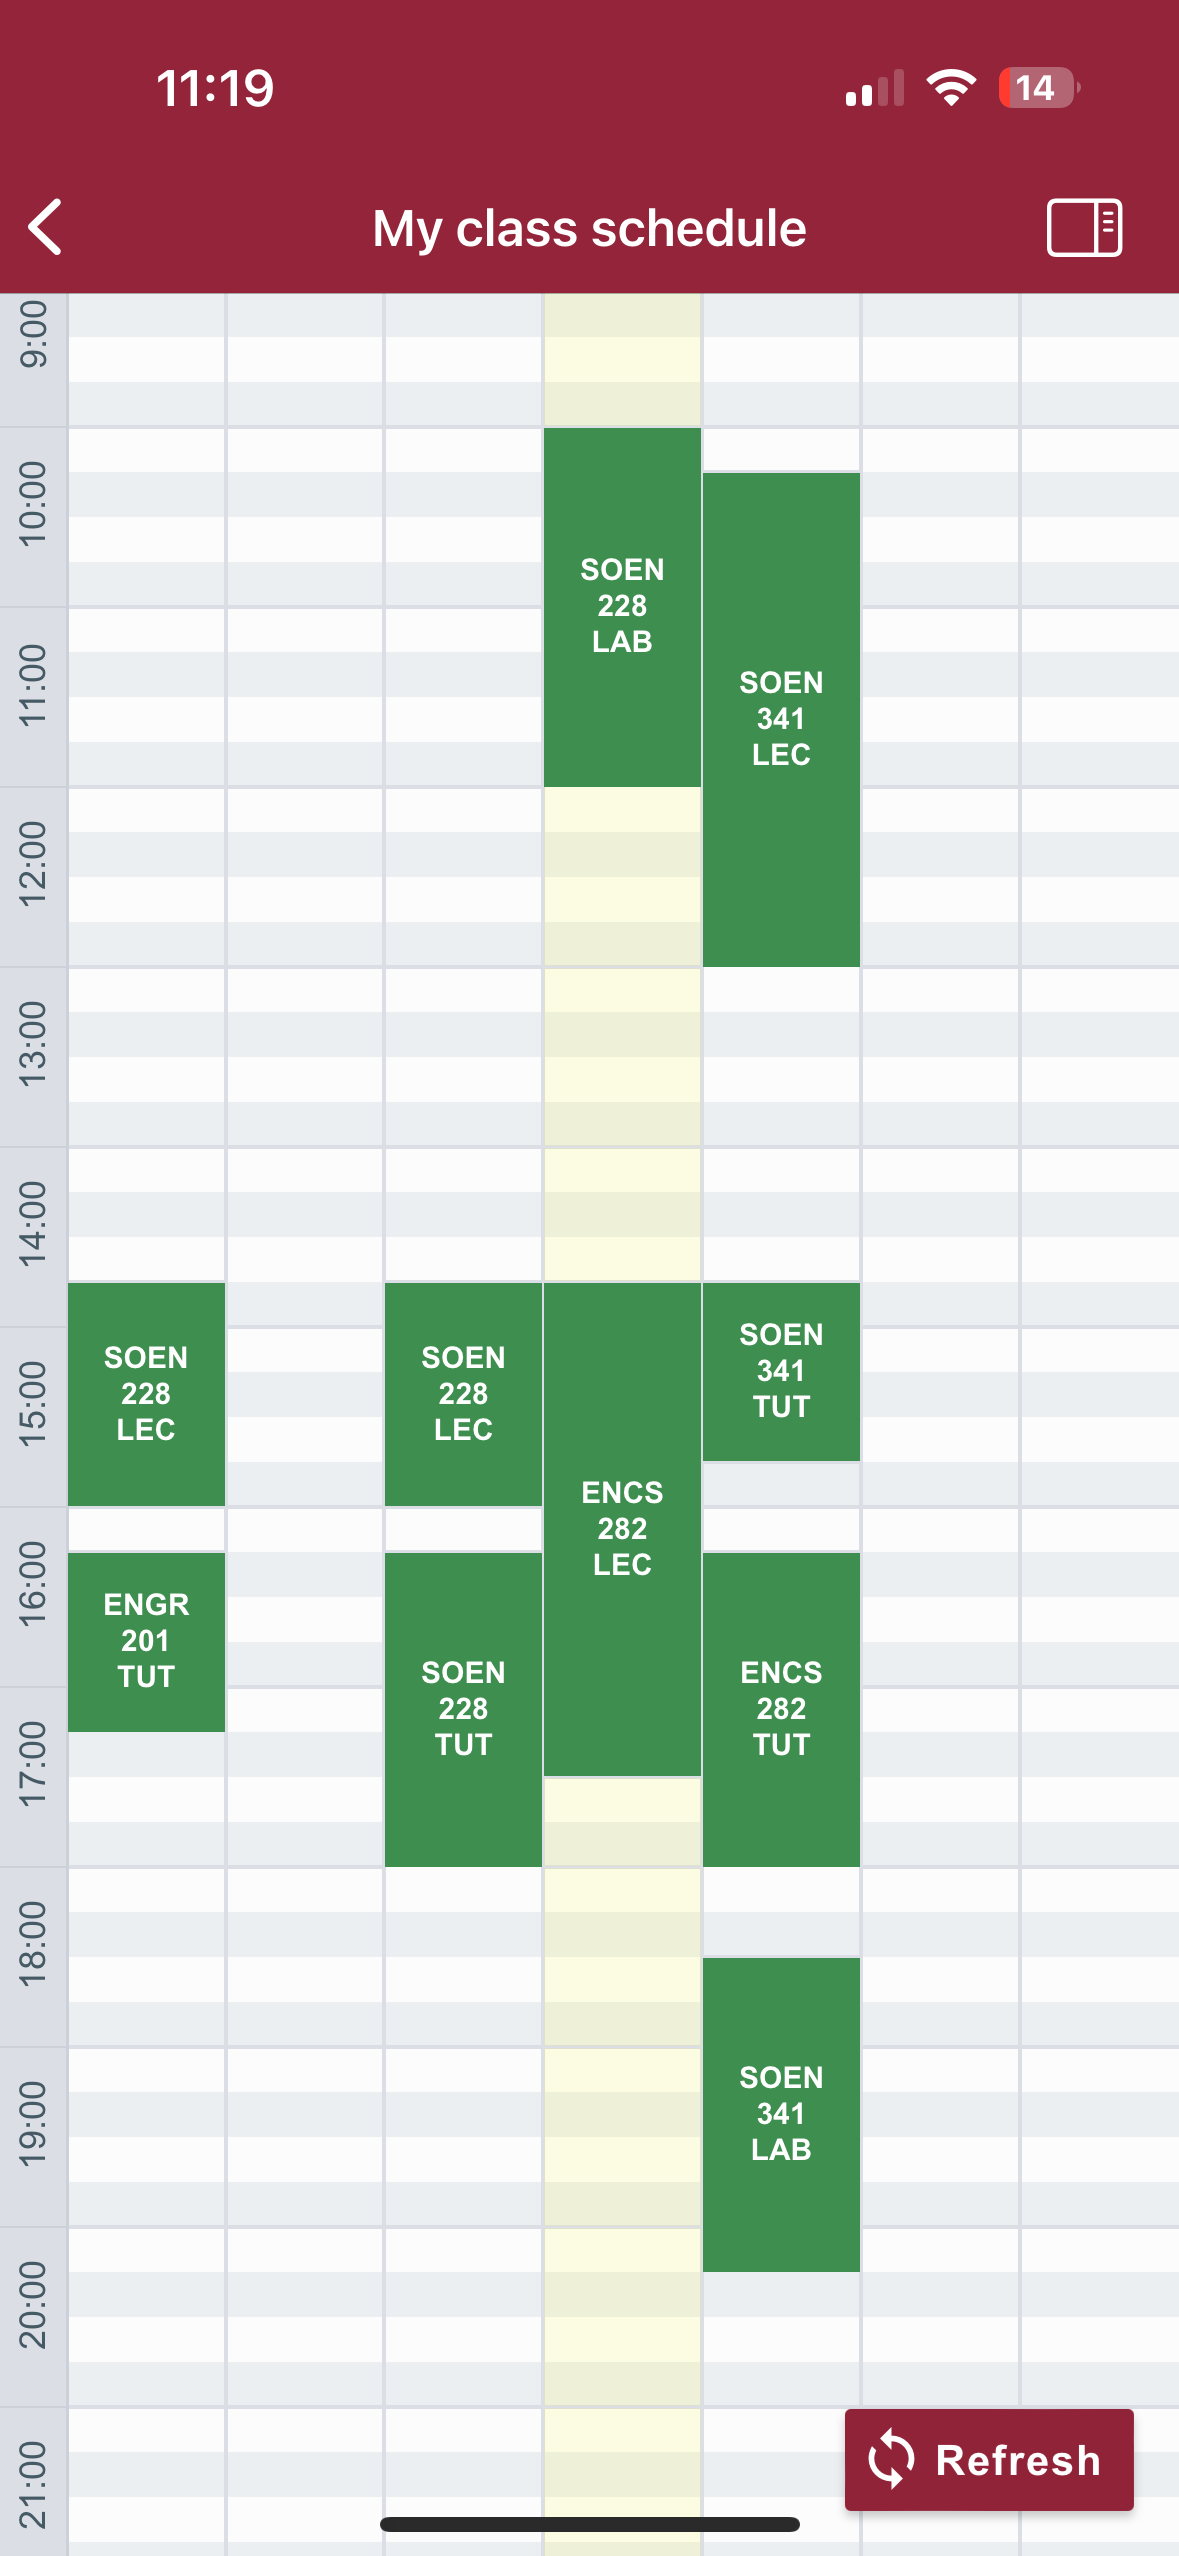 11:19
14
My class schedule
9:00
10:00
11:00
12:00
13:00
14:00
15:00
16:00
17:00
18:00
19:00
20:00
21:00
SOEN
228
LEC
ENGR
201
TUT
SOEN
228
LEC
SOEN
228
TUT
SOEN
228
LAB
ENCS
282
LEC
SOEN
341
LEC
SOEN
341
TUT
ENCS
282
TUT
SOEN
341
LAB
Refresh